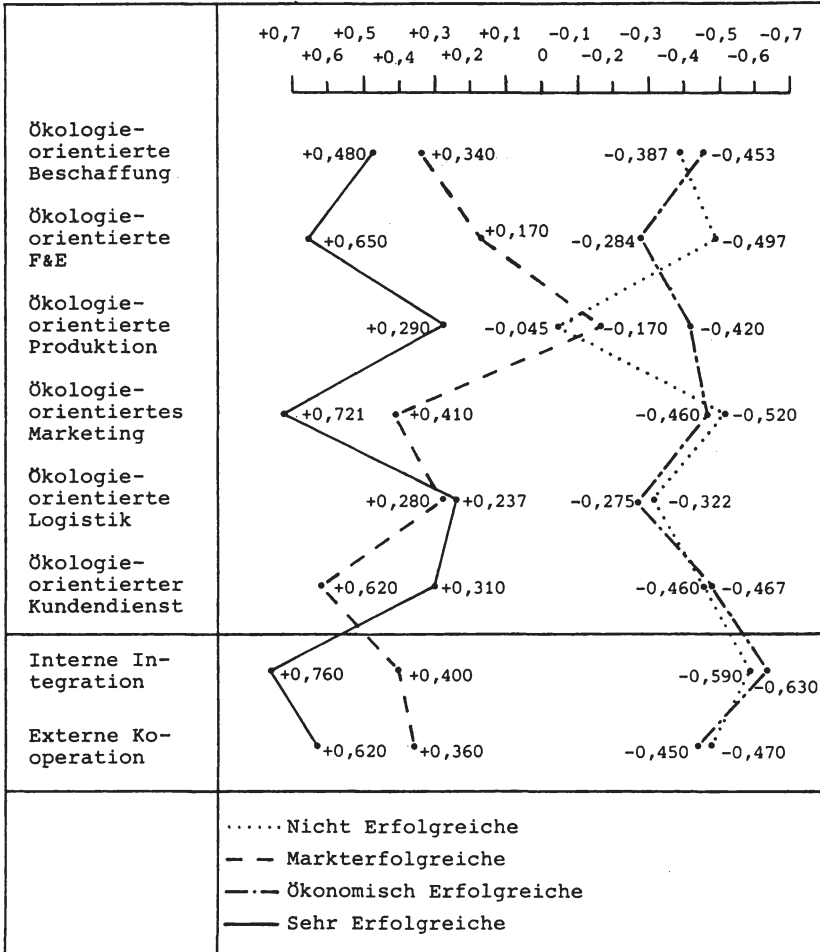 +0,7 +0,5 +0,3 +0,1 -0,1 -0,3 -0,5 -0,7
+0,6 +0,4 +0,2 0 -0,2 -0,4 -0,6
Ökologie-
orientierte
Beschaffung
+0,480 +0,340 -0,387 -0,453
Ökologie-
orientierte
F&E
+0,650 +0,170 -0,284 -0,497
Ökologie-
orientierte
Produktion
+0,290 -0,045 -0,170 -0,420
Ökologie-
orientiertes
Marketing
+0,721 +0,410 -0,460 -0,520
Ökologie-
orientierte
Logistik
+0,280 +0,237 -0,275 -0,322
Ökologie-
orientierter
Kundendienst
+0,620 +0,310 -0,460 -0,467
Interne In-
tegration
+0,760 +0,400 -0,590 -0,630
Externe Ko-
operation
+0,620 +0,360 -0,450 -0,470
Nicht Erfolgreiche
Markterfolgreiche
Ökonomisch Erfolgreiche
Sehr Erfolgreiche